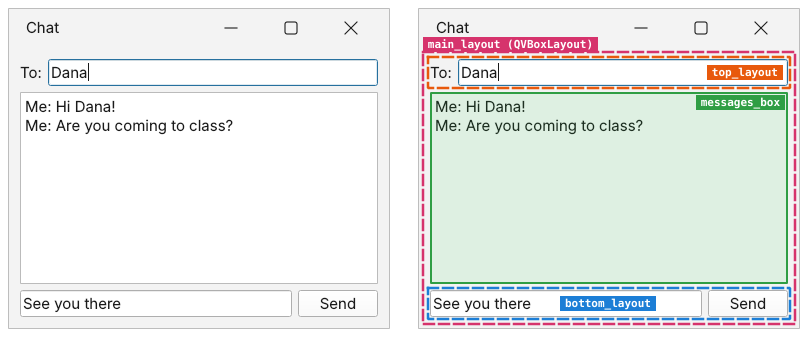 Chat
To: Dana
Me: Hi Dana!
Me: Are you coming to class?
See you there
Send
Chat
main_layout (QVBoxLayout)
To: Dana
top_layout
messages_box
Me: Hi Dana!
Me: Are you coming to class?
See you there
bottom_layout
Send